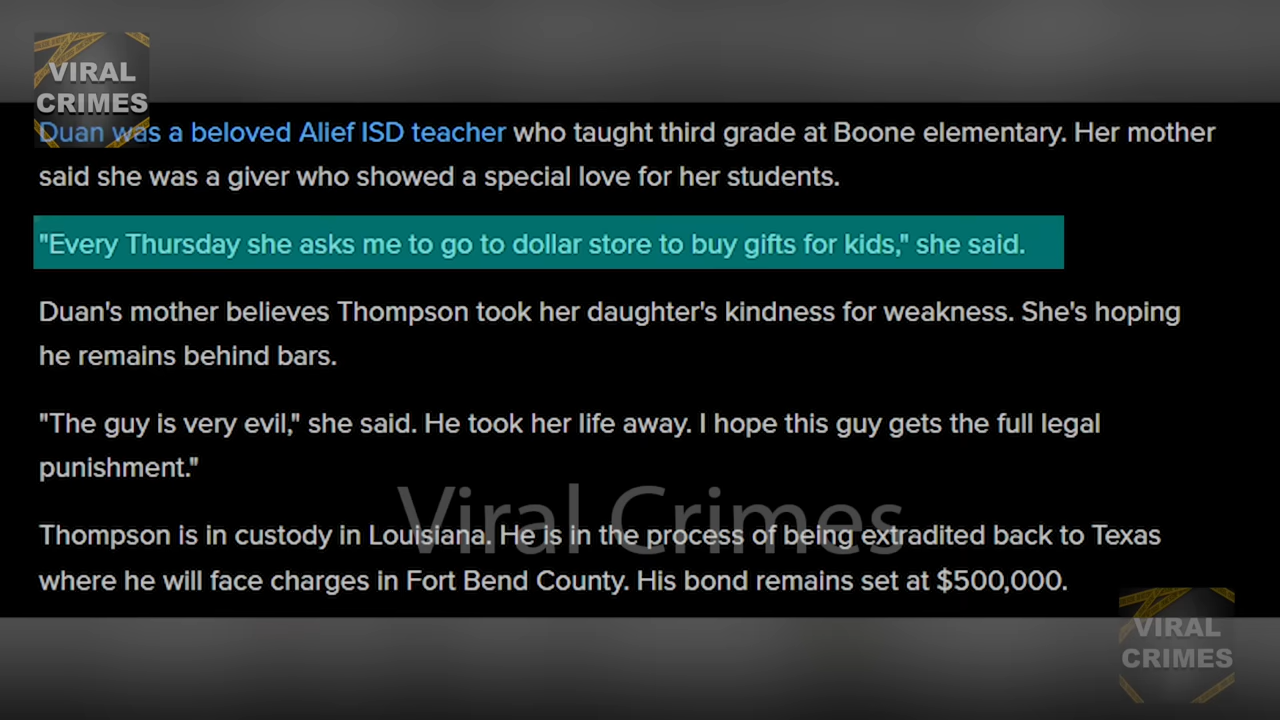 VIRAL
CRIMES
Duan was a beloved Alief ISD teacher who taught third grade at Boone elementary. Her mother
said she was a giver who showed a special love for her students.
"Every Thursday she asks me to go to dollar store to buy gifts for kids," she said.
Duan's mother believes Thompson took her daughter's kindness for weakness. She's hoping
he remains behind bars.
"The guy is very evil," she said. He took her life away. I hope this guy gets the full legal
punishment."
Viral Crimes
Thompson is in custody in Louisiana. He is in the process of being extradited back to Texas
where he will face charges in Fort Bend County. His bond remains set at $500,000.
VIRAL
CRIMES